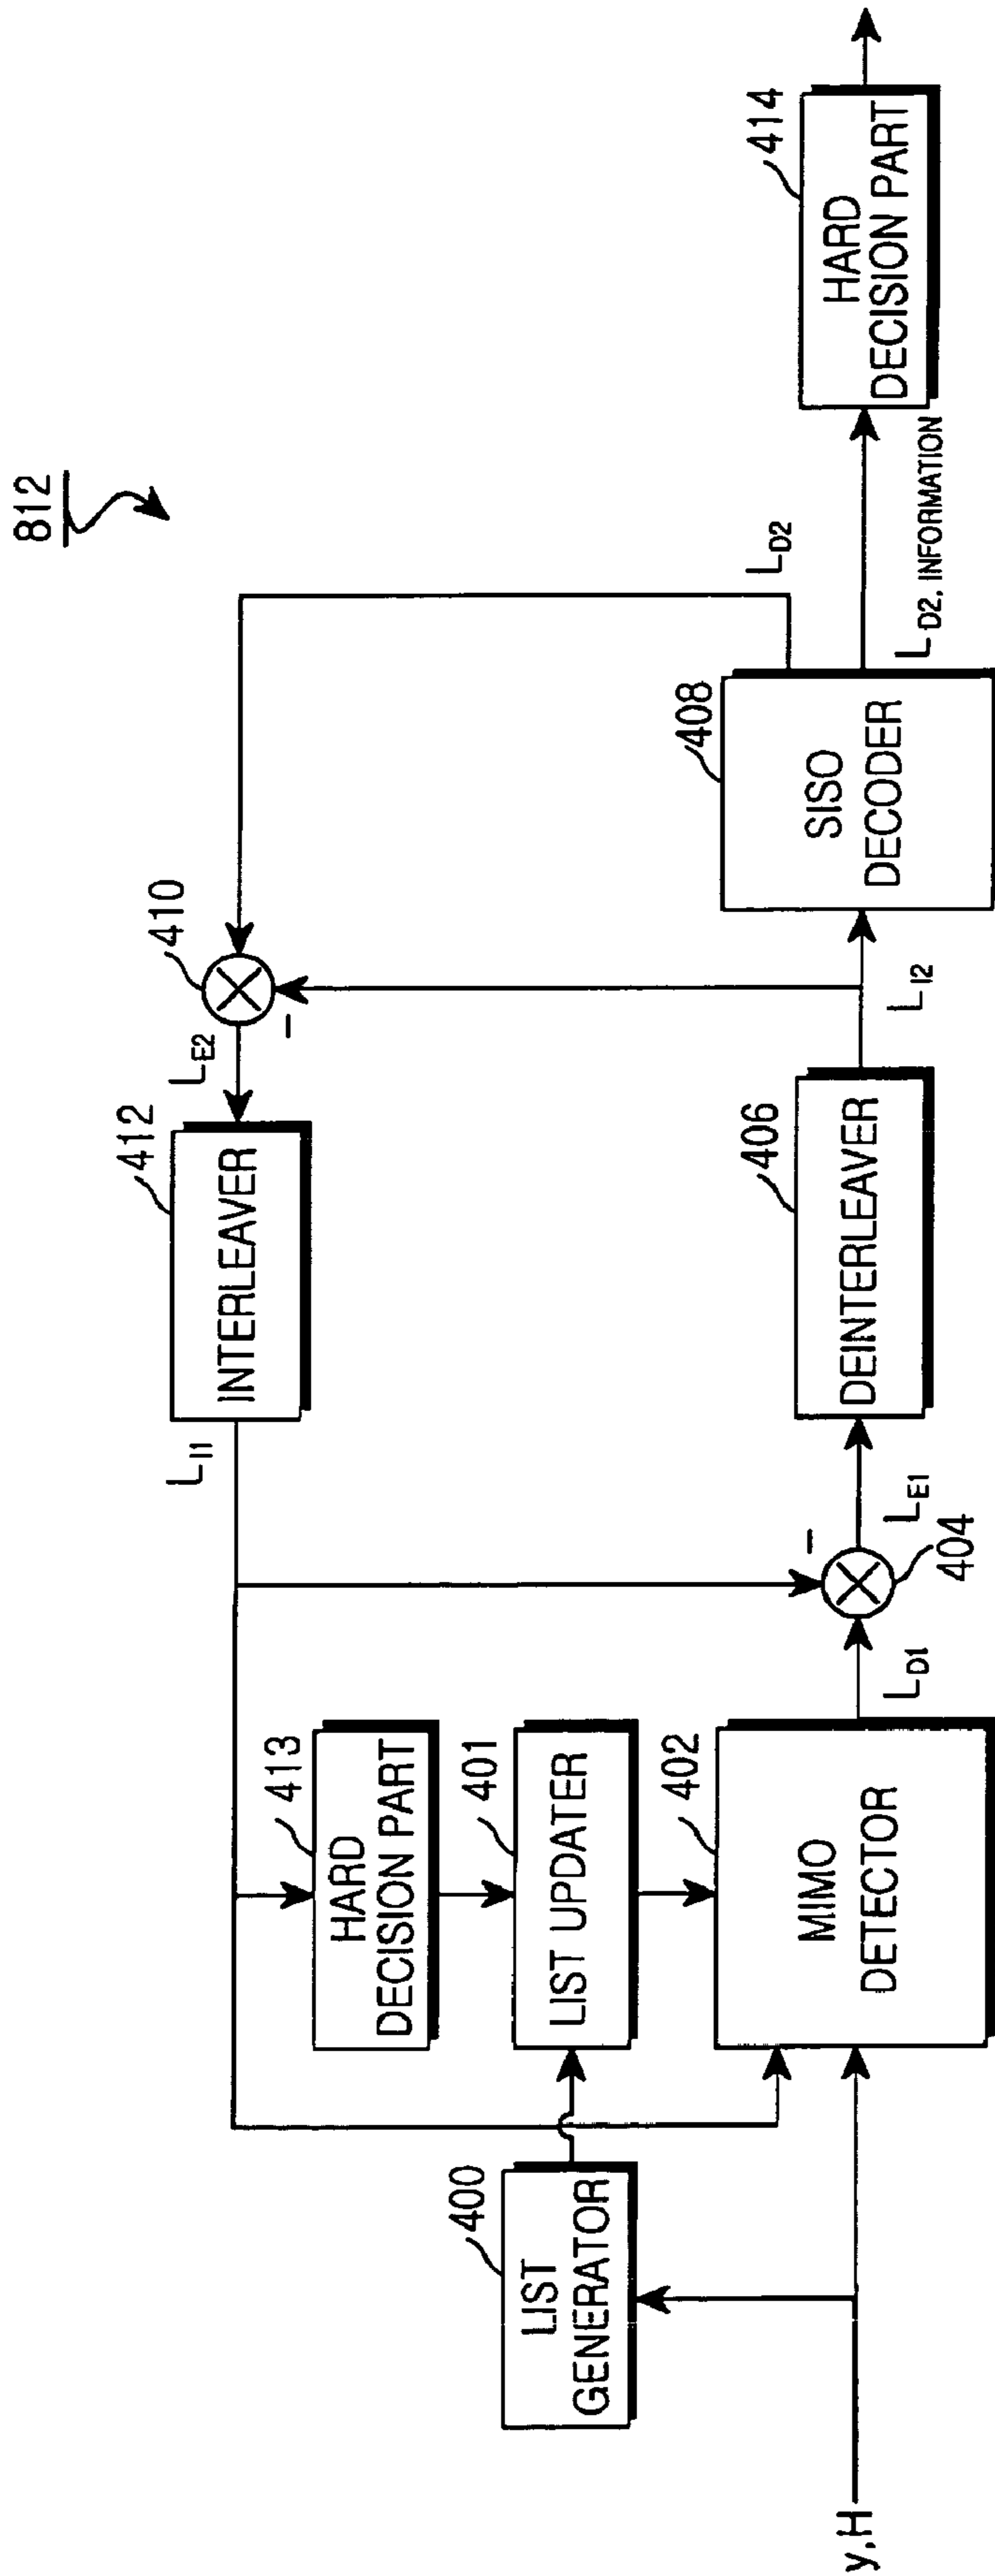 812
y,H
400
LIST
GENERATOR
413
HARD
DECISION PART
401
LIST UPDATER
402
MIMO
DETECTOR
L_I1
412
INTERLEAVER
L_E2
410
-
L_D1
-
404
L_E1
406
DEINTERLEAVER
L_I2
408
SISO
DECODER
L_D2
L_D2, INFORMATION
414
HARD
DECISION PART